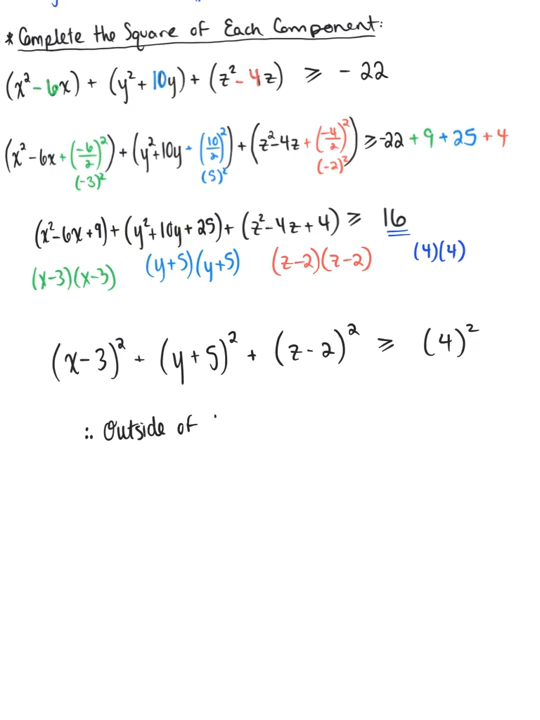 * Complete the Square of Each Component:
(x² - 6x) + (y² + 10y) + (z² - 4z) ≥ - 22
(x² - 6x + (-6/2)²) + (y² + 10y + (10/2)²) + (z² - 4z + (-4/2)²) ≥ -22 + 9 + 25 + 4
(-3)² (5)² (-2)²
(x² - 6x + 9) + (y² + 10y + 25) + (z² - 4z + 4) ≥ 16
(x-3)(x-3) (y+5)(y+5) (z-2)(z-2) (4)(4)
(x-3)² - (y+5)² + (z-2)² ≥ (4)²
∴ Outside of